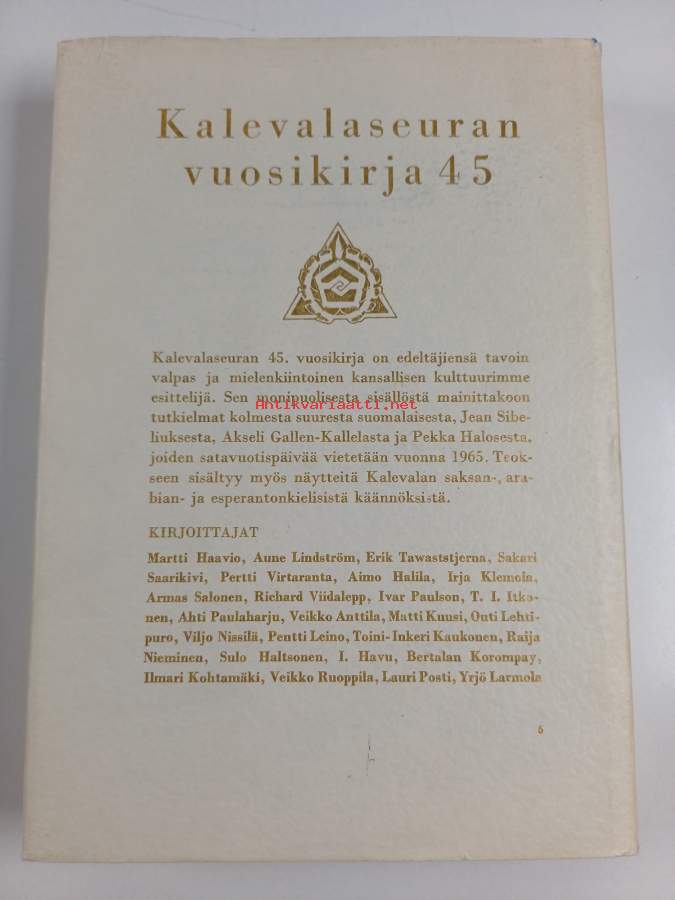 Kalevalaseuran
vuosikirja 45
Kalevalaseuran 45. vuosikirja on edeltäjiensä tavoin
valpas ja mielenkiintoinen kansallisen kulttuurimme
esittelijä. Sen monipuolisesta sisällöstä mainittakoon
Antikvariaatti.net
tutkielmat kolmesta suuresta suomalaisesta, Jean Sibe-
liuksesta, Akseli Gallen-Kallelasta ja Pekka Halosesta,
joiden satavuotispäivää vietetään vuonna 1965. Teok-
seen sisältyy myös näytteitä Kalevalan saksan-, ara-
bian- ja esperantonkielisistä käännöksistä.
KIRJOITTAJAT
Martti Haavio, Aune Lindström, Erik Tawaststjerna, Sakari
Saarikivi, Pertti Virtaranta, Aimo Halila, Irja Klemola,
Armas Salonen, Richard Viidalepp, Ivar Paulson, T. I. Itko-
nen, Ahti Paulaharju, Veikko Anttila, Matti Kuusi, Outi Lehti-
puro, Viljo Nissilä, Pentti Leino, Toini-Inkeri Kaukonen, Raija
Nieminen, Sulo Haltsonen, I. Havu, Bertalan Korompay,
Ilmari Kohtamäki, Veikko Ruoppila, Lauri Posti, Yrjö Larmola
5